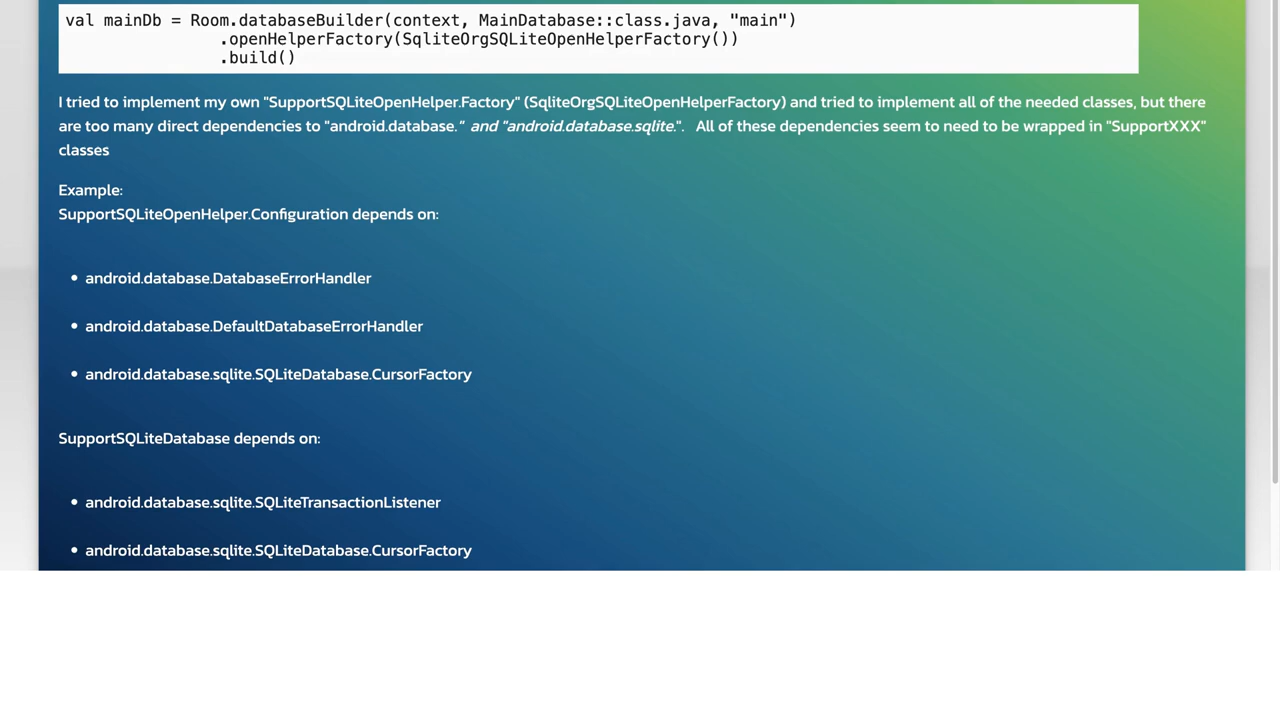 val mainDb = Room.databaseBuilder(context, MainDatabase::class.java, "main")
.openHelperFactory(SqliteOrgSQLiteOpenHelperFactory())
.build()
I tried to implement my own "SupportSQLiteOpenHelper.Factory" (SqliteOrgSQLiteOpenHelperFactory) and tried to implement all of the needed classes, but there
are too many direct dependencies to "android.database." and "android.database.sqlite.".  All of these dependencies seem to need to be wrapped in "SupportXXX"
classes
Example:
SupportSQLiteOpenHelper.Configuration depends on:
• android.database.DatabaseErrorHandler
• android.database.DefaultDatabaseErrorHandler
• android.database.sqlite.SQLiteDatabase.CursorFactory
SupportSQLiteDatabase depends on:
• android.database.sqlite.SQLiteTransactionListener
• android.database.sqlite.SQLiteDatabase.CursorFactory